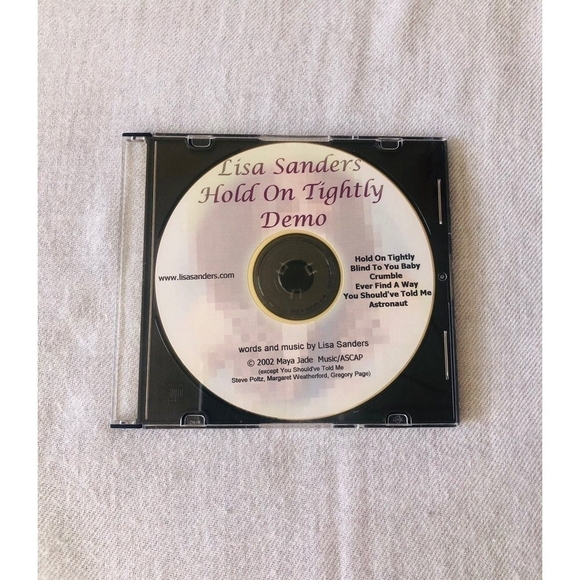 Lisa Sanders
Hold On Tightly
Demo
www.lisasanders.com
Hold On Tightly
Blind To You Baby
Crumble
Ever Find A Way
You Should've Told Me
Astronaut
words and music by Lisa Sanders
© 2002 Maya Jade Music/ASCAP
(except You Should've Told Me
Steve Poltz, Margaret Weatherford, Gregory Page)